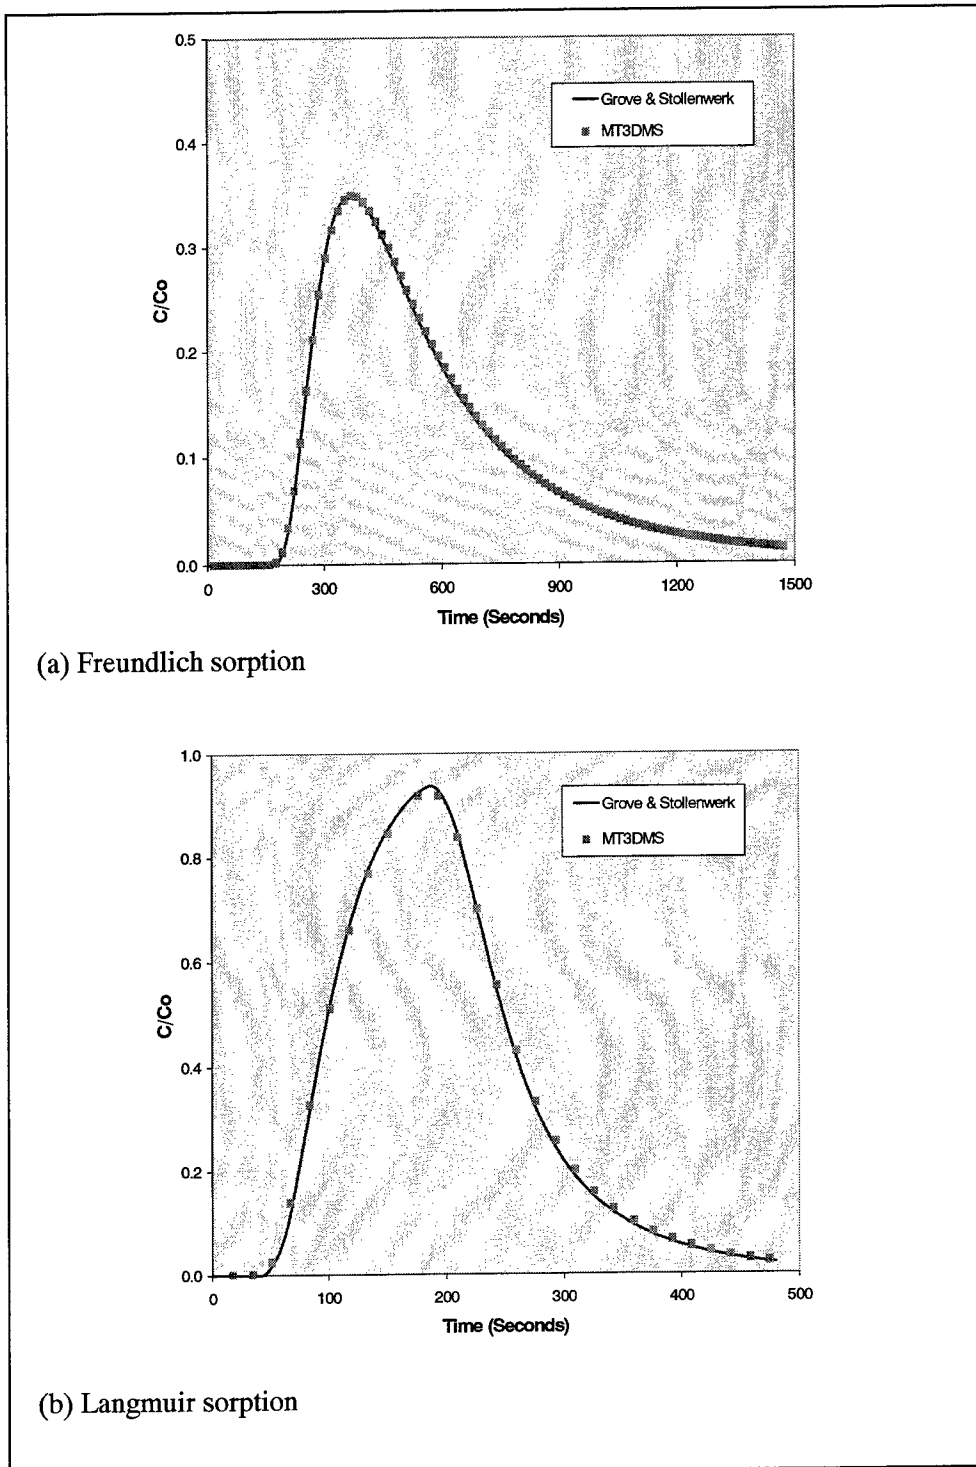 0.5
0.4
0.3
0.2
0.1
0.0
C/Co
Grove & Stollenwerk
MT3DMS
0 300 600 900 1200 1500
Time (Seconds)
(a) Freundlich sorption
1.0
0.8
0.6
0.4
0.2
0.0
C/Co
Grove & Stollenwerk
MT3DMS
0 100 200 300 400 500
Time (Seconds)
(b) Langmuir sorption